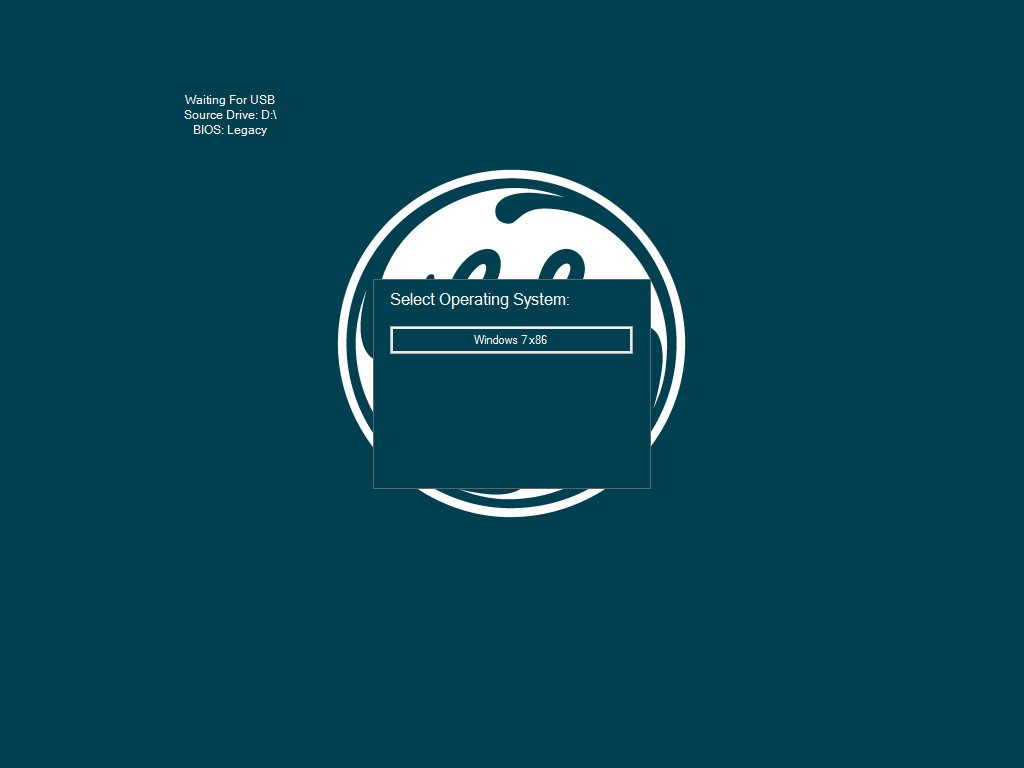 Waiting For USB
Source Drive: D:\
BIOS: Legacy
Select Operating System:
Windows 7 x86